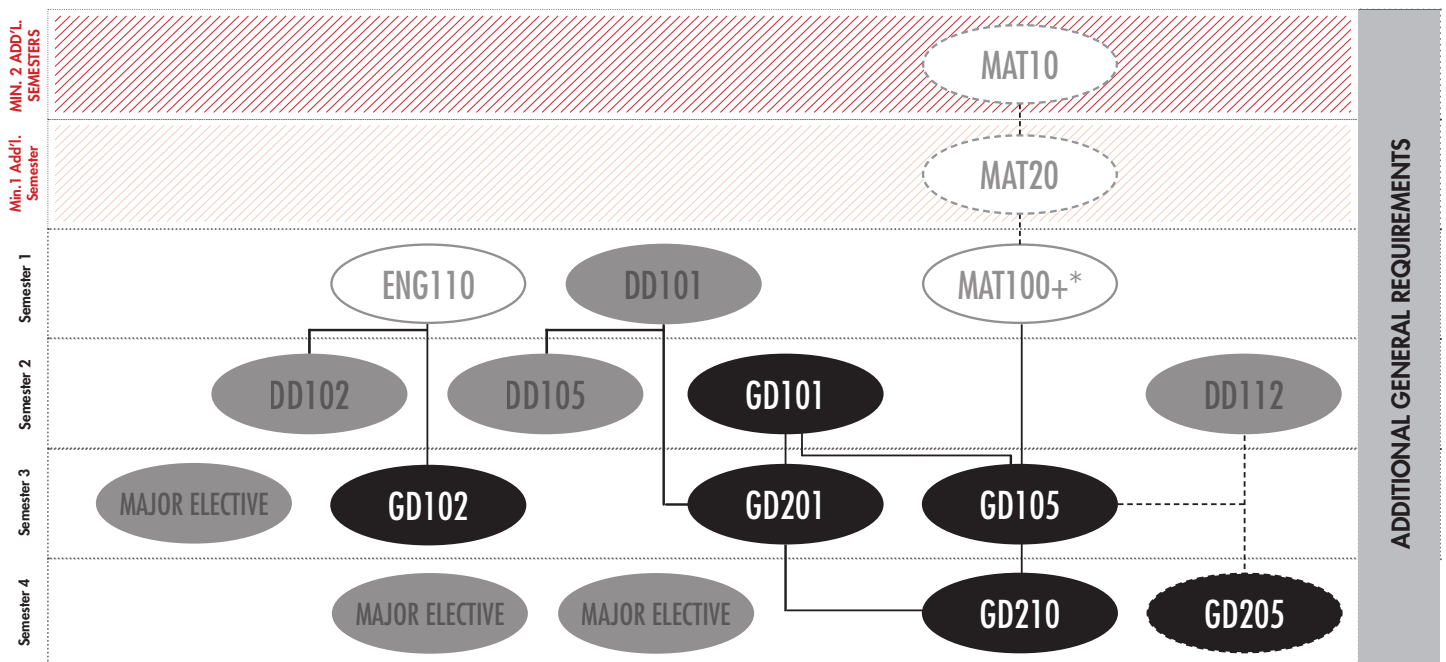 MIN. 2 ADD'L.
SEMESTERS
MAT10
Min.1 Add'l.
Semester
MAT20
Semester 1
ENG110
DD101
MAT100+*
Semester 2
DD102
DD105
GD101
DD112
Semester 3
MAJOR ELECTIVE
GD102
GD201
GD105
Semester 4
MAJOR ELECTIVE
MAJOR ELECTIVE
GD210
GD205
ADDITIONAL GENERAL REQUIREMENTS